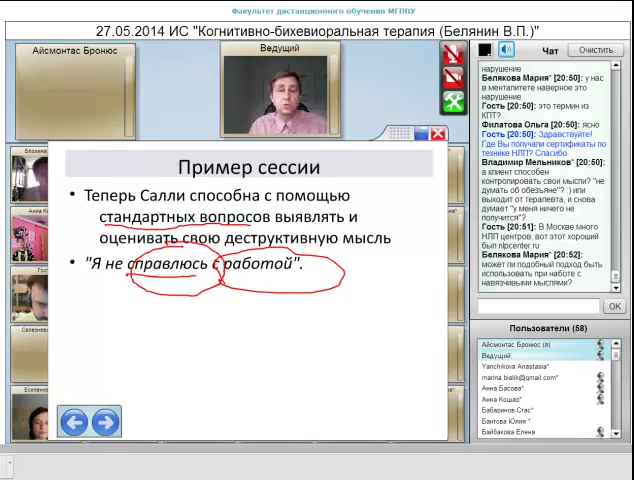 Факультет дистанционного обучения МГППУ
27.05.2014 ИС "Когнитивно-бихевиоральная терапия (Белянин В.П.)"
Айсмонтас Бронюс
Ведущий
Пример сессии
• Теперь Салли способна с помощью
стандартных вопросов выявлять и
оценивать свою деструктивную мысль
• "Я не справлюсь с работой".
Чат
Очистить
нарушение
Белякова Мария* [20:50]: у нас
в менталитете наверное это
нарушение
Гость [20:50]: это термин из
КПТ?
Филатова Ольга [20:50]: ясно
Гость [20:50]: Здравствуйте!
Где Вы получали сертификаты по
технике НЛП? Спасибо
Владимир Мельников* [20:50]:
а клиент способен
контролировать свои мысли? "не
думать об обезьяне"? :) или
выходит от терапевта, и снова
думает "у меня ничего не
получится"?
Гость [20:51]: В Москве много
НЛП центров, вот этот хороший
был nlpcenter.ru
Белякова Мария* [20:52]:
может ли подобный подход быть
использовать при наботе с
навязчивыми мыслями?
OK
Пользователи (58)
Айсмонтас Бронюс (я)
Ведущий
Yanchikova Anastasia*
marina.bialik@gmail.com*
Анна Басова*
Анна Кошар*
Бабаринов Стас*
Баитова Юлия *
Байбакова Елена